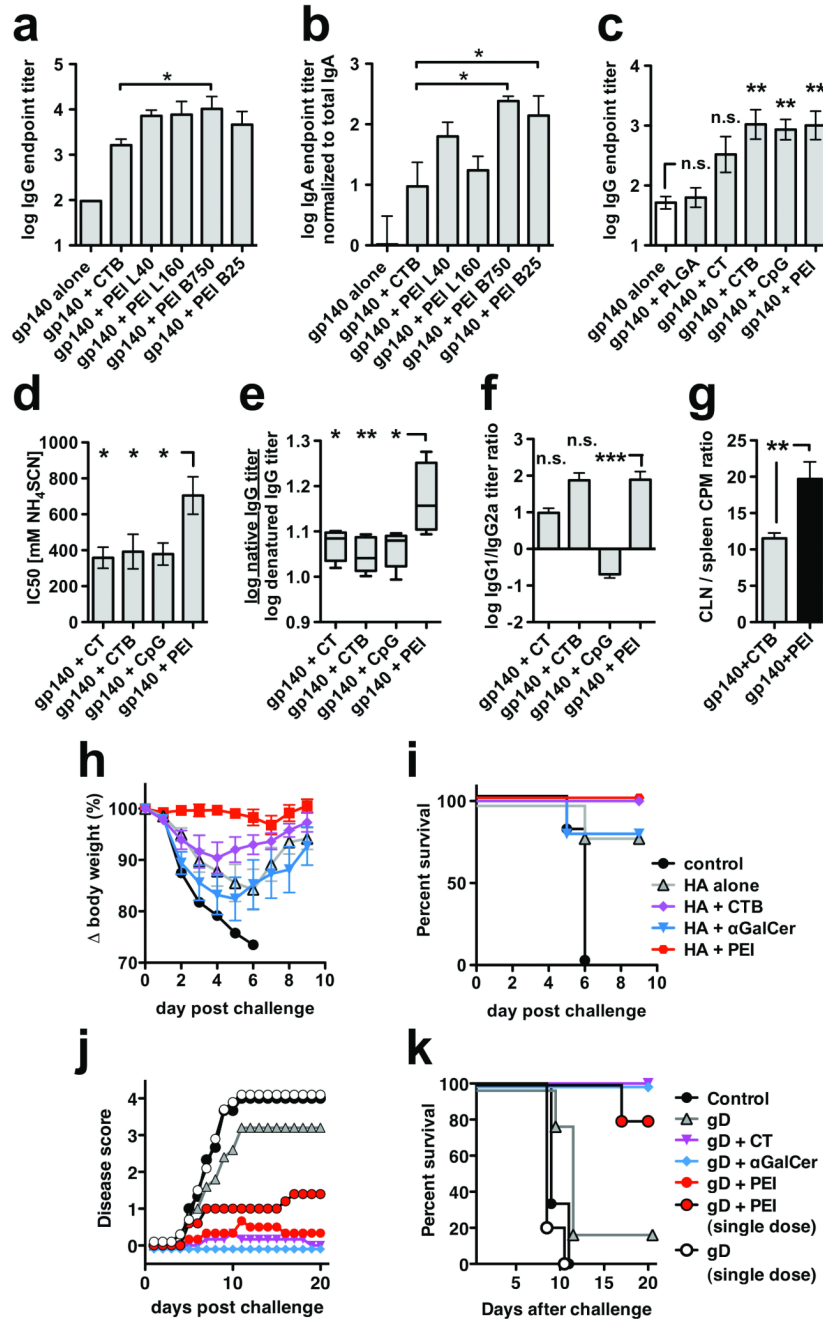 a
log IgG endpoint titer
5
4
3
2
1
*
gp140 alone
gp140 + CTB
gp140 + PEI L40
gp140 + PEI L160
gp140 + PEI B750
gp140 + PEI B25
b
log IgA endpoint titer
normalized to total IgA
3
2
1
0
*
*
gp140 alone
gp140 + CTB
gp140 + PEI L40
gp140 + PEI L160
gp140 + PEI B750
gp140 + PEI B25
c
log IgG endpoint titer
4
3
2
1
n.s.
n.s.
**
**
**
gp140 alone
gp140 + PLGA
gp140 + CT
gp140 + CTB
gp140 + CpG
gp140 + PEI
d
IC50 [mM NH4SCN]
1000
800
600
400
200
0
*
*
*
gp140 + CT
gp140 + CTB
gp140 + CpG
gp140 + PEI
e
log native IgG titer
log denatured IgG titer
1.3
1.2
1.1
1.0
0.9
*
**
*
gp140 + CT
gp140 + CTB
gp140 + CpG
gp140 + PEI
f
log IgG1/IgG2a titer ratio
3
2
1
0
-1
-2
n.s.
n.s.
***
gp140 + CT
gp140 + CTB
gp140 + CpG
gp140 + PEI
g
CLN / spleen CPM ratio
25
20
15
10
5
0
**
gp140+CTB
gp140+PEI
h
Δ body weight (%)
100
90
80
70
0 2 4 6 8 10
day post challenge
i
Percent survival
100
50
0
0 2 4 6 8 10
day post challenge
control
HA alone
HA + CTB
HA + αGalCer
HA + PEI
j
Disease score
4
3
2
1
0
0 10 20
days post challenge
k
Percent survival
100
80
60
40
20
0
5 10 15 20
Days after challenge
Control
gD
gD + CT
gD + αGalCer
gD + PEI
gD + PEI
(single dose)
gD
(single dose)